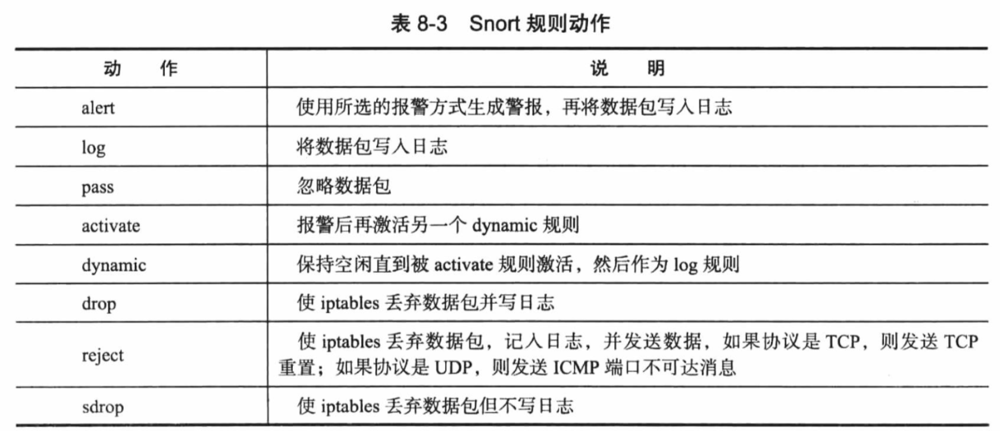 表 8-3 Snort 规则动作
动 作 说 明
alert 使用所选的报警方式生成警报，再将数据包写入日志
log 将数据包写入日志
pass 忽略数据包
activate 报警后再激活另一个 dynamic 规则
dynamic 保持空闲直到被 activate 规则激活，然后作为 log 规则
drop 使 iptables 丢弃数据包并写日志
reject 使 iptables 丢弃数据包，记入日志，并发送数据，如果协议是 TCP，则发送 TCP
重置；如果协议是 UDP，则发送 ICMP 端口不可达消息
sdrop 使 iptables 丢弃数据包但不写日志